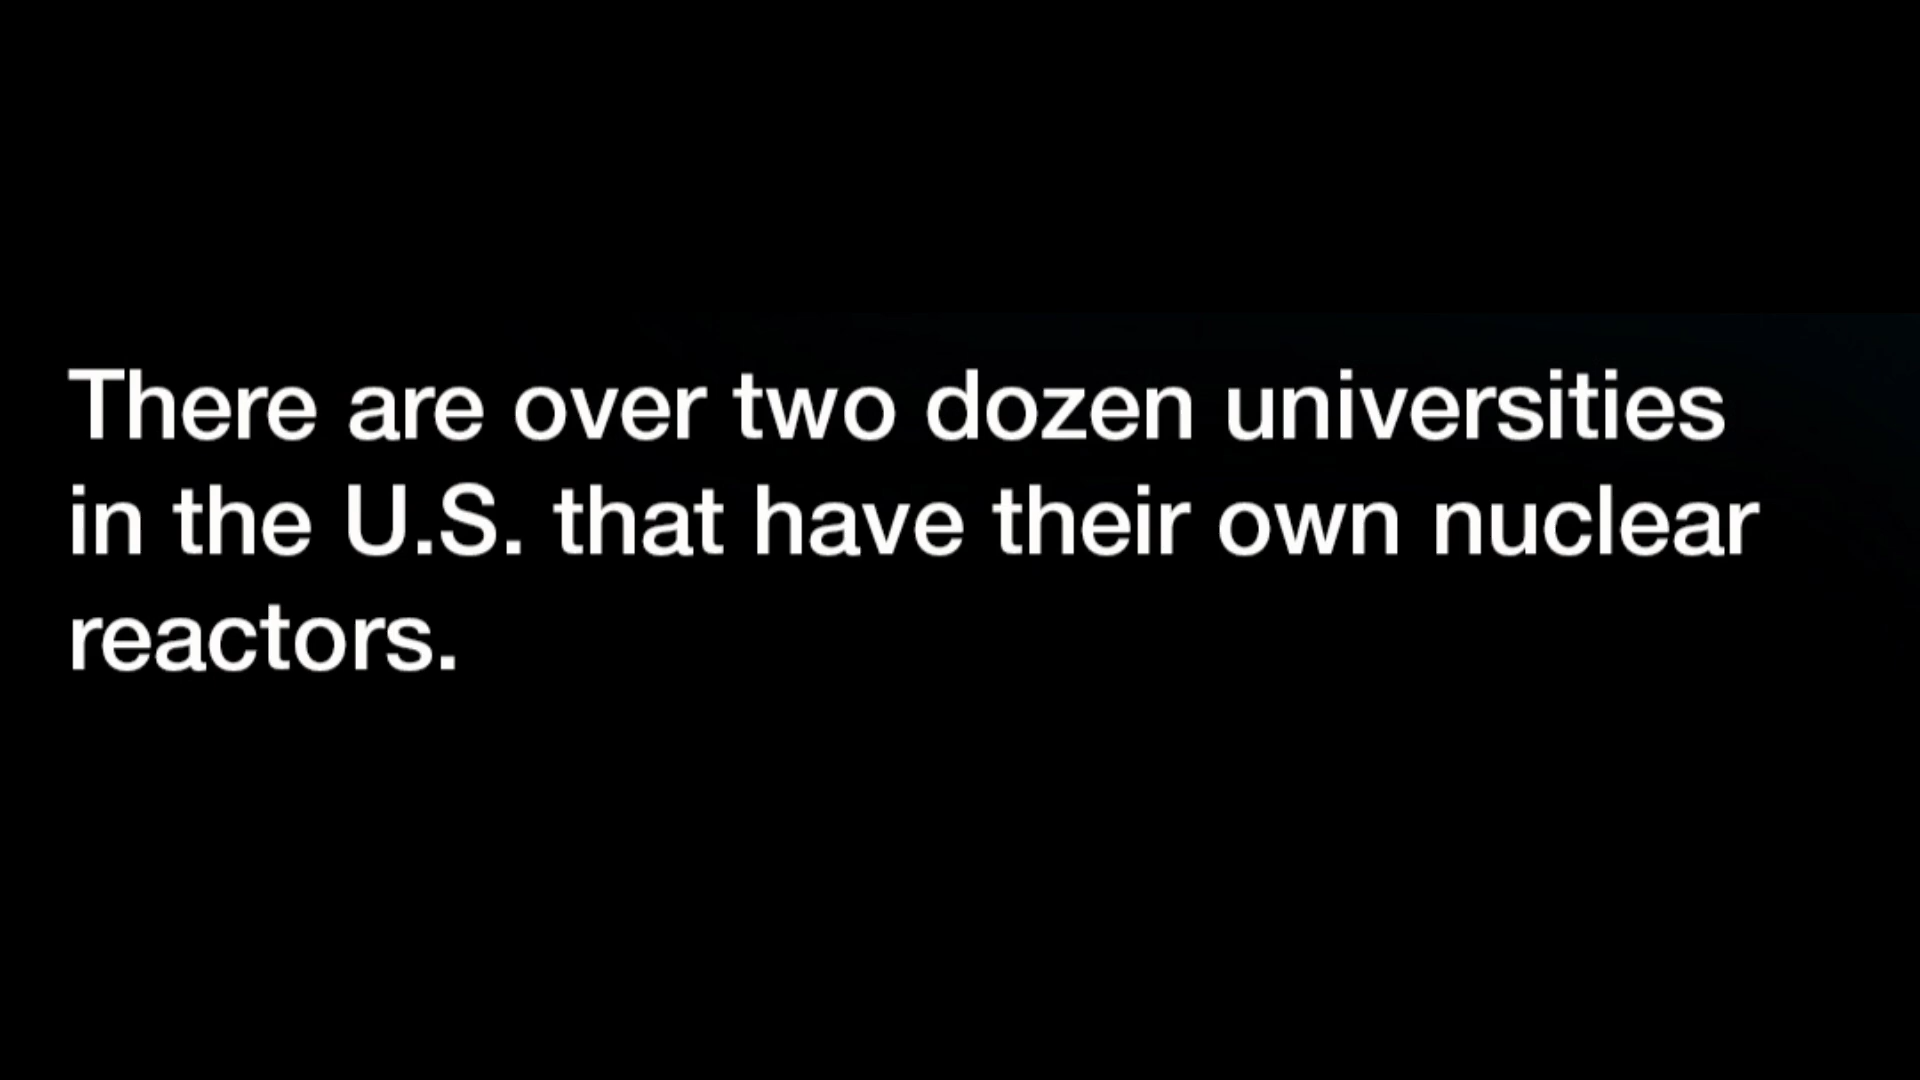 There are over two dozen universities
in the U.S. that have their own nuclear
reactors.